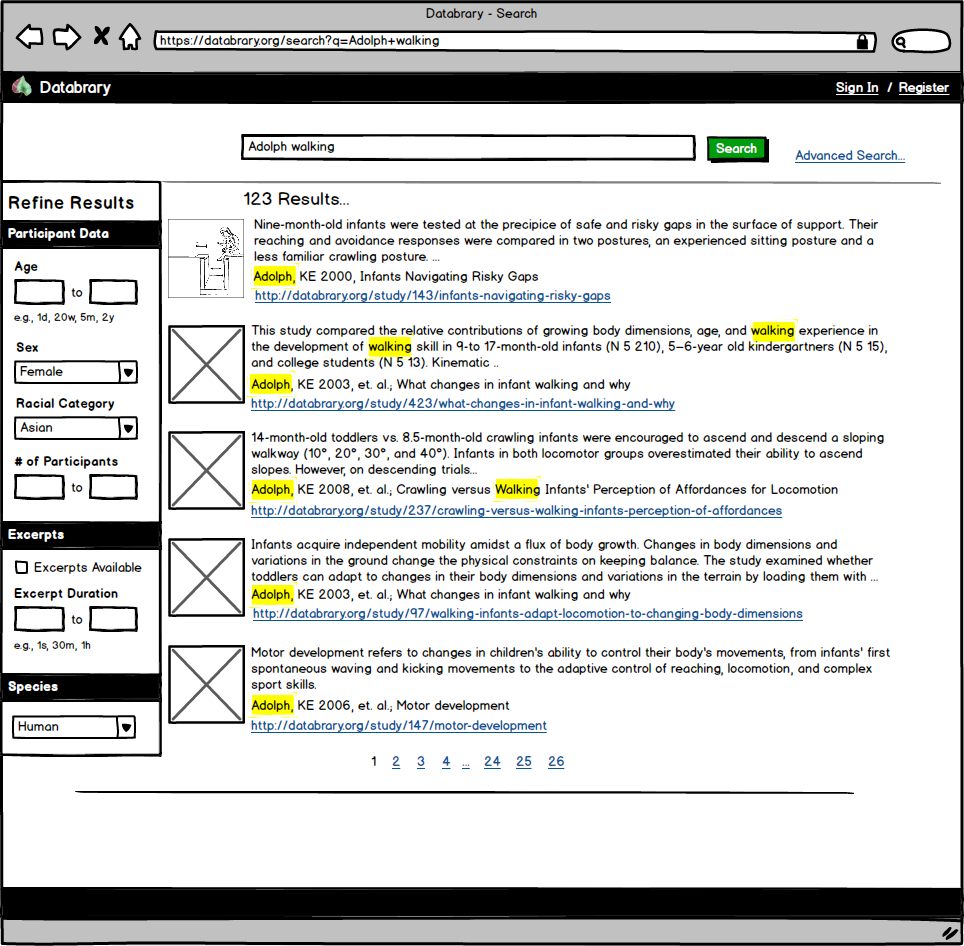 Databrary - Search
https://databrary.org/search?q=Adolph+walking
Databrary
Sign In / Register
Adolph walking
Search
Advanced Search...
Refine Results
Participant Data
Age
to
e.g., 1d, 20w, 5m, 2y
Sex
Female
Racial Category
Asian
# of Participants
to
Excerpts
Excerpts Available
Excerpt Duration
to
e.g., 1s, 30m, 1h
Species
Human
123 Results...
Nine-month-old infants were tested at the precipice of safe and risky gaps in the surface of support. Their
reaching and avoidance responses were compared in two postures, an experienced sitting posture and a
less familiar crawling posture. ...
Adolph, KE 2000, Infants Navigating Risky Gaps
http://databrary.org/study/143/infants-navigating-risky-gaps
This study compared the relative contributions of growing body dimensions, age, and walking experience in
the development of walking skill in 9-to 17-month-old infants (N 5 210), 5–6-year old kindergartners (N 5 15),
and college students (N 5 13). Kinematic ..
Adolph, KE 2003, et. al.; What changes in infant walking and why
http://databrary.org/study/423/what-changes-in-infant-walking-and-why
14-month-old toddlers vs. 8.5-month-old crawling infants were encouraged to ascend and descend a sloping
walkway (10°, 20°, 30°, and 40°). Infants in both locomotor groups overestimated their ability to ascend
slopes. However, on descending trials...
Adolph, KE 2008, et. al.; Crawling versus Walking Infants' Perception of Affordances for Locomotion
http://databrary.org/study/237/crawling-versus-walking-infants-perception-of-affordances
Infants acquire independent mobility amidst a flux of body growth. Changes in body dimensions and
variations in the ground change the physical constraints on keeping balance. The study examined whether
toddlers can adapt to changes in their body dimensions and variations in the terrain by loading them with ...
Adolph, KE 2003, et. al.; What changes in infant walking and why
http://databrary.org/study/97/walking-infants-adapt-locomotion-to-changing-body-dimensions
Motor development refers to changes in children's ability to control their body's movements, from infants' first
spontaneous waving and kicking movements to the adaptive control of reaching, locomotion, and complex
sport skills.
Adolph, KE 2006, et. al.; Motor development
http://databrary.org/study/147/motor-development
1 2 3 4 ... 24 25 26